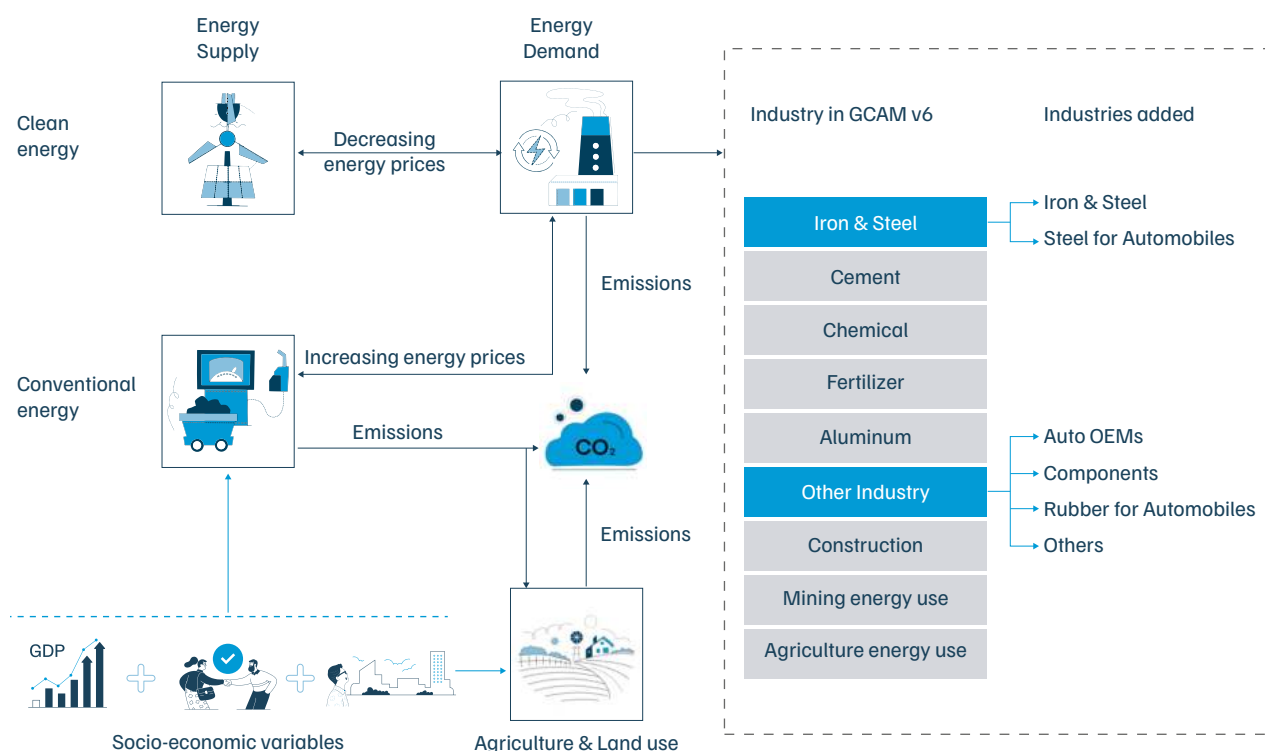 Energy
Supply
Energy
Demand
Clean
energy
Decreasing
energy prices
Emissions
Conventional
energy
Increasing energy prices
Emissions
CO₂
Emissions
GDP
Socio-economic variables
Agriculture & Land use
Industry in GCAM v6
Industries added
Iron & Steel
Iron & Steel
Steel for Automobiles
Cement
Chemical
Fertilizer
Aluminum
Other Industry
Auto OEMs
Components
Rubber for Automobiles
Others
Construction
Mining energy use
Agriculture energy use